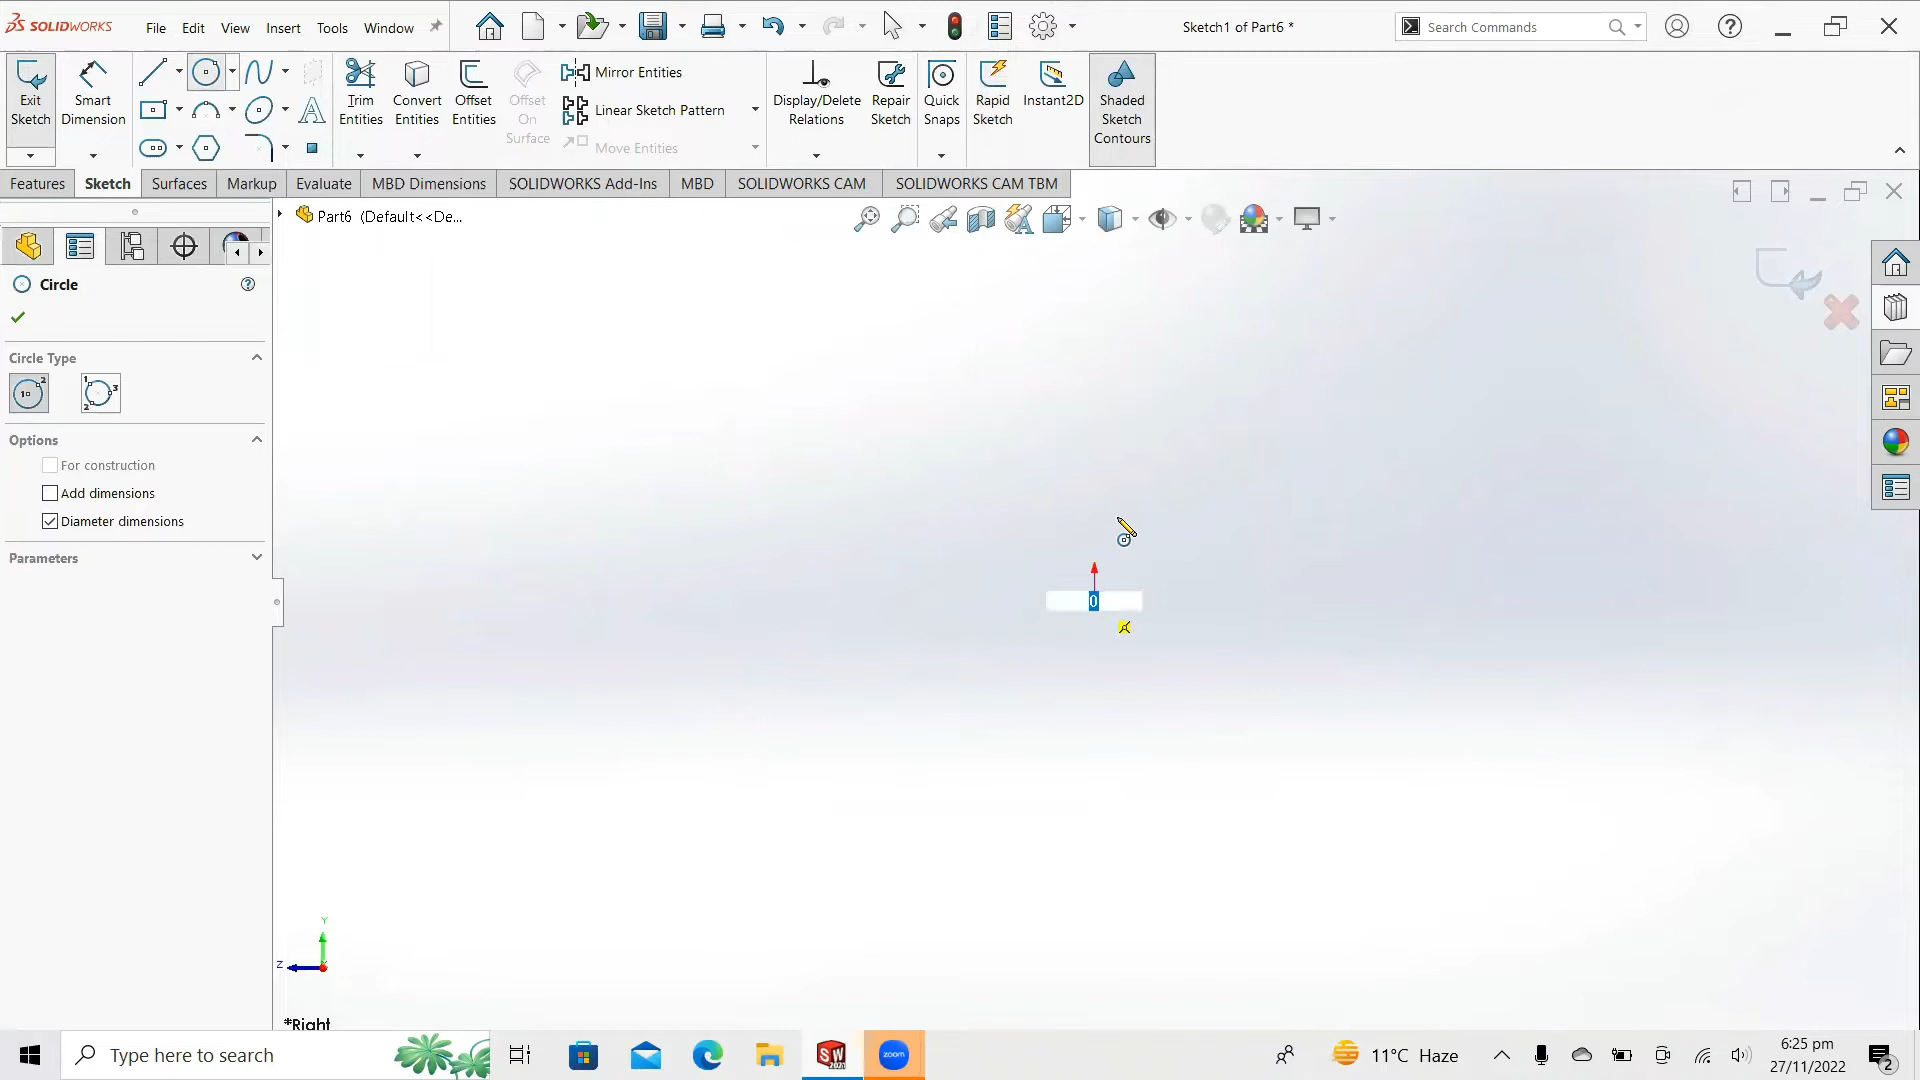 SOLIDWORKS
File Edit View Insert Tools Window
Sketch1 of Part6 *
Search Commands
Exit Sketch
Smart Dimension
Trim Entities
Convert Entities
Offset Entities
Offset On Surface
Mirror Entities
Linear Sketch Pattern
Move Entities
Display/Delete Relations
Repair Sketch
Quick Snaps
Rapid Sketch
Instant2D
Shaded Sketch Contours
Features Sketch Surfaces Markup Evaluate MBD Dimensions SOLIDWORKS Add-Ins MBD SOLIDWORKS CAM SOLIDWORKS CAM TBM
Part6 (Default<<De...
Circle
Circle Type
Options
For construction
Add dimensions
Diameter dimensions
Parameters
0
Y
Z
*Right
Type here to search
SW
2021
zoom
11°C Haze
6:25 pm
27/11/2022
2